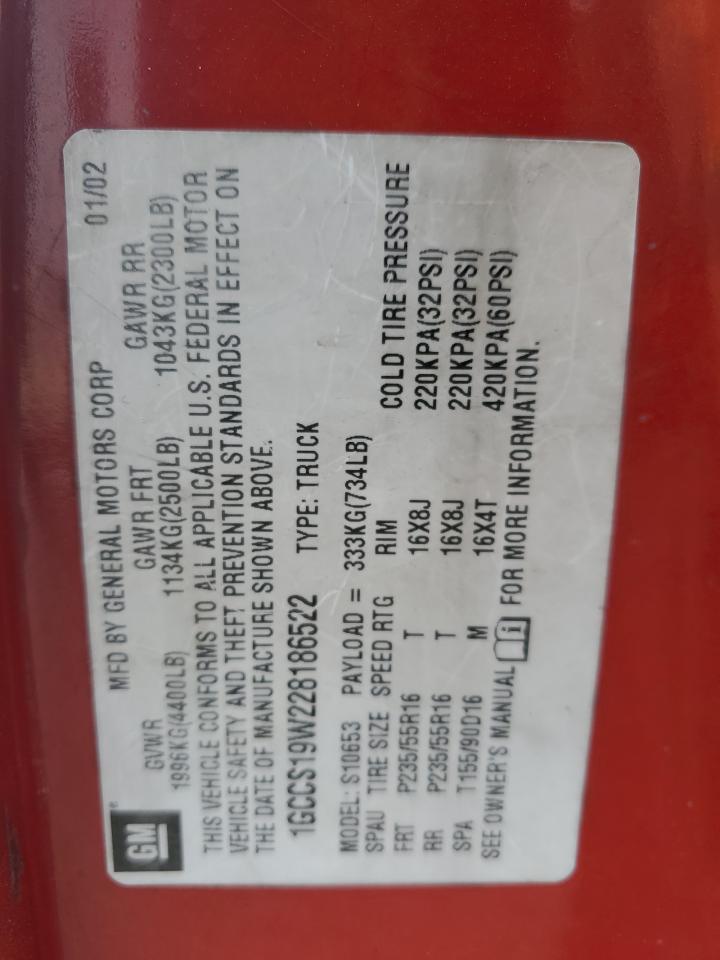 GM
MFD BY GENERAL MOTORS CORP 01/02
GVWR GAWR FRT GAWR RR
1996KG(4400LB) 1134KG(2500LB) 1043KG(2300LB)
THIS VEHICLE CONFORMS TO ALL APPLICABLE U.S. FEDERAL MOTOR
VEHICLE SAFETY AND THEFT PREVENTION STANDARDS IN EFFECT ON
THE DATE OF MANUFACTURE SHOWN ABOVE.
1GCCS19W228186522 TYPE: TRUCK
MODEL: S10653 PAYLOAD = 333KG(734LB)
SPAU TIRE SIZE SPEED RTG RIM COLD TIRE PRESSURE
FRT P235/55R16 T 16X8J 220KPA(32PSI)
RR P235/55R16 T 16X8J 220KPA(32PSI)
SPA T155/90D16 M 16X4T 420KPA(60PSI)
SEE OWNER'S MANUAL i FOR MORE INFORMATION.